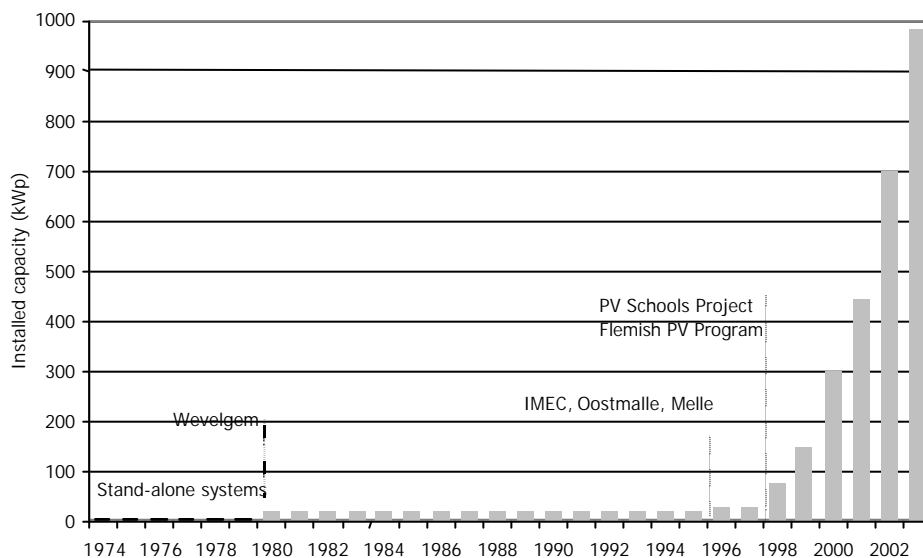 1000
900
800
700
600
500
400
300
200
100
0
Installed capacity (kWp)
PV Schools Project
Flemish PV Program
IMEC, Oostmalle, Melle
Wevelgem
Stand-alone systems
1974 1976 1978 1980 1982 1984 1986 1988 1990 1992 1994 1996 1998 2000 2002